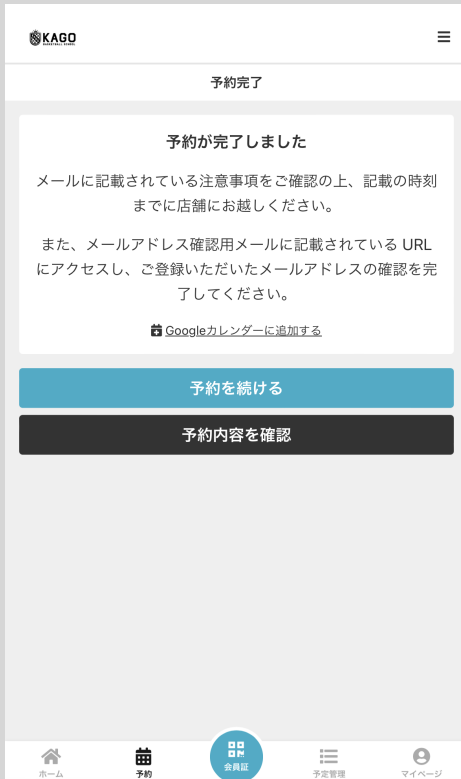 KAGO
BASKETBALL SCHOOL
予約完了
予約が完了しました
メールに記載されている注意事項をご確認の上、記載の時刻
までに店舗にお越しください。
また、メールアドレス確認用メールに記載されている URL
にアクセスし、ご登録いただいたメールアドレスの確認を完
了してください。
Googleカレンダーに追加する
予約を続ける
予約内容を確認
ホーム
予約
会員証
予定管理
マイページ